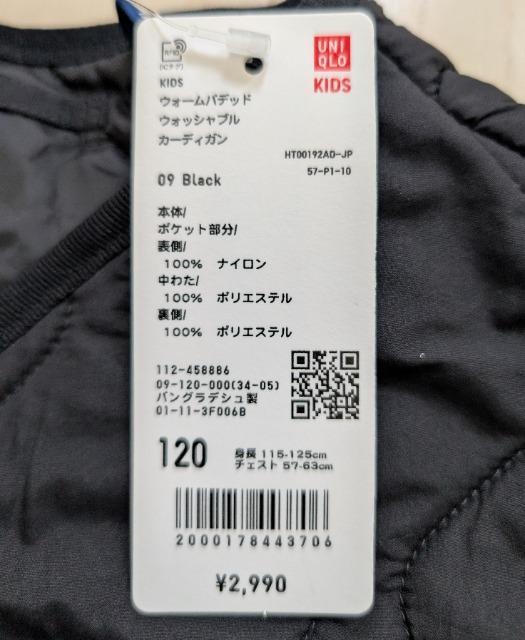 RFID
(ICタグ)
UNI
QLO
KIDS
KIDS
ウォームパデッド
ウォッシャブル
カーディガン
HT00192AD-JP
57-P1-10
09 Black
本体/
ポケット部分/
表側/
100% ナイロン
中わた/
100% ポリエステル
裏側/
100% ポリエステル
112-458886
09-120-000(34-05)
バングラデシュ製
01-11-3F006B
120
身長 115-125cm
チェスト 57-63cm
2000178443706
¥2,990